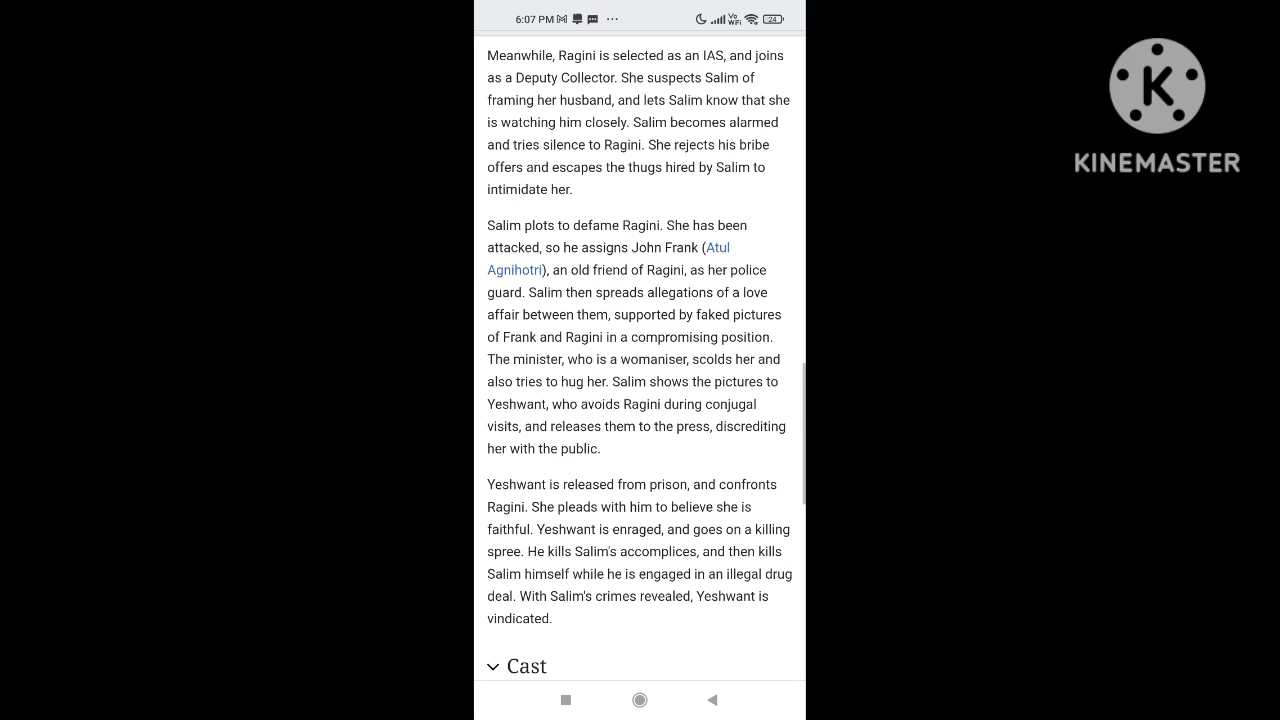 6:07 PM
Vo
WiFi
24
K
KINEMASTER
Meanwhile, Ragini is selected as an IAS, and joins
as a Deputy Collector. She suspects Salim of
framing her husband, and lets Salim know that she
is watching him closely. Salim becomes alarmed
and tries silence to Ragini. She rejects his bribe
offers and escapes the thugs hired by Salim to
intimidate her.
Salim plots to defame Ragini. She has been
attacked, so he assigns John Frank (Atul
Agnihotri), an old friend of Ragini, as her police
guard. Salim then spreads allegations of a love
affair between them, supported by faked pictures
of Frank and Ragini in a compromising position.
The minister, who is a womaniser, scolds her and
also tries to hug her. Salim shows the pictures to
Yeshwant, who avoids Ragini during conjugal
visits, and releases them to the press, discrediting
her with the public.
Yeshwant is released from prison, and confronts
Ragini. She pleads with him to believe she is
faithful. Yeshwant is enraged, and goes on a killing
spree. He kills Salim's accomplices, and then kills
Salim himself while he is engaged in an illegal drug
deal. With Salim's crimes revealed, Yeshwant is
vindicated.
Cast